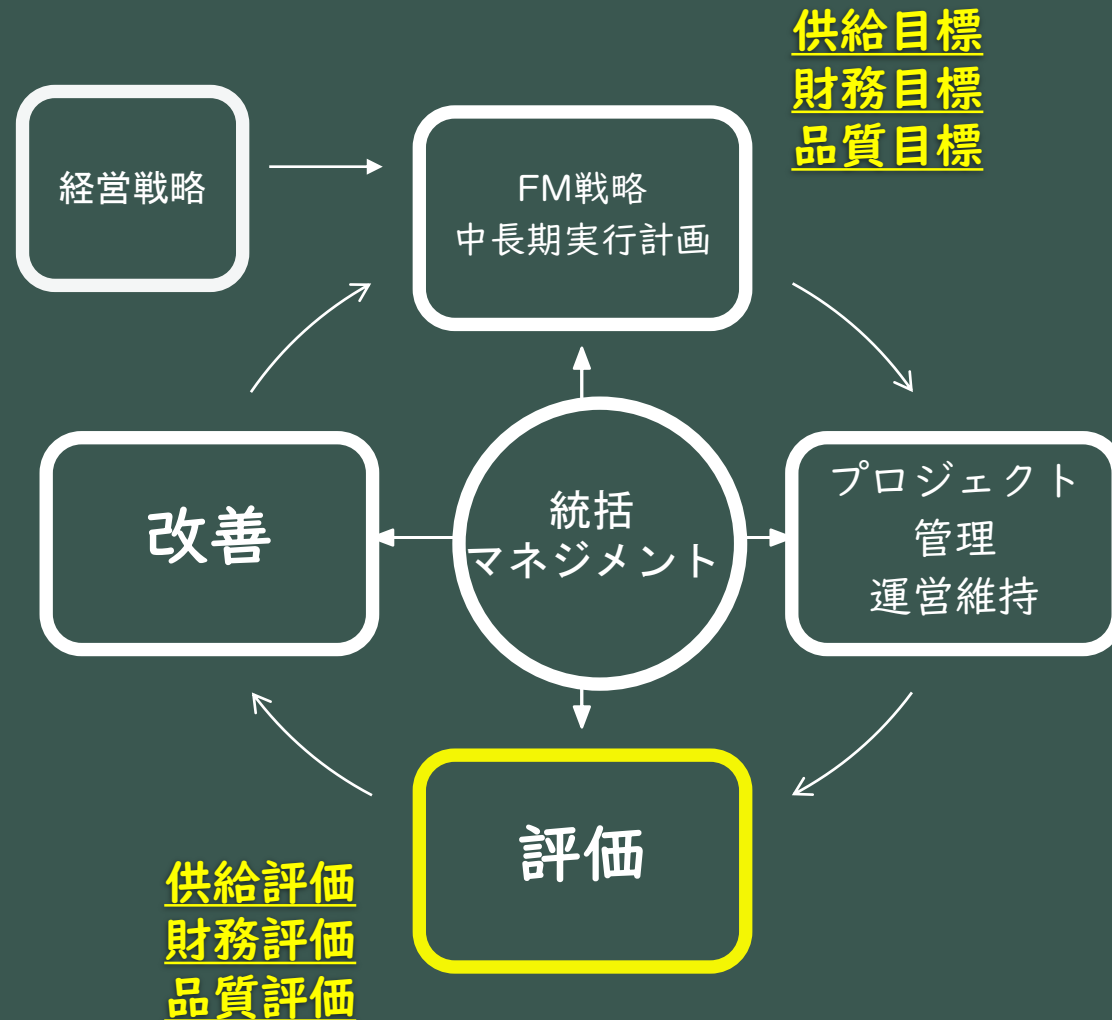 供給目標
財務目標
品質目標
経営戦略
FM戦略
中長期実行計画
改善
統括
マネジメント
プロジェクト
管理
運営維持
評価
供給評価
財務評価
品質評価